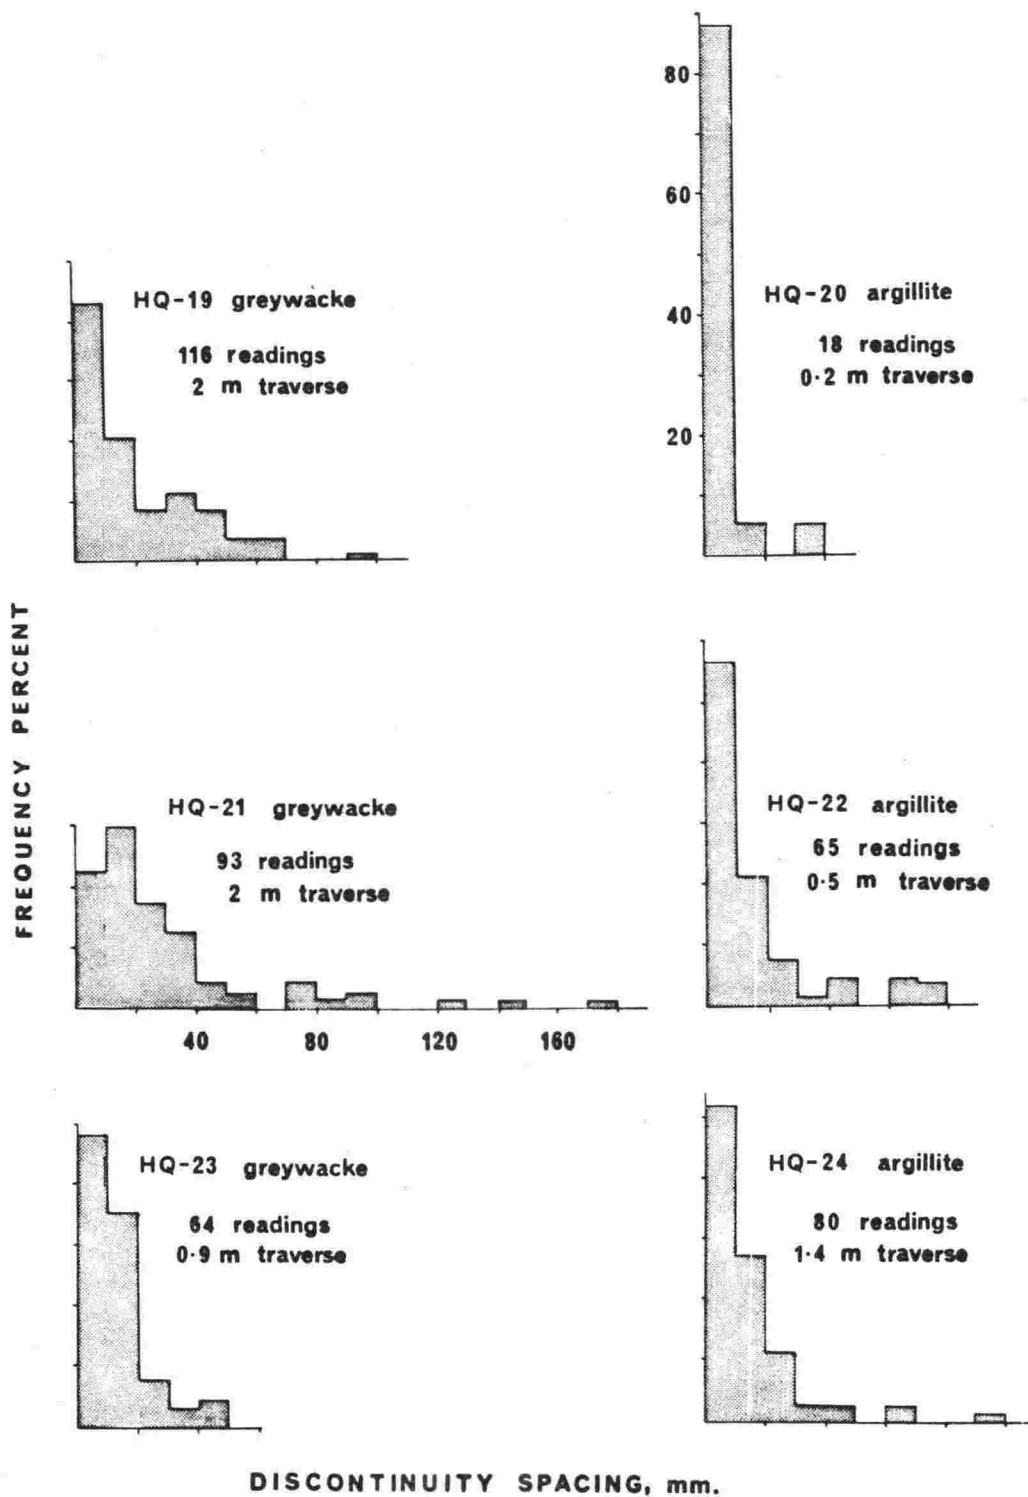 HQ-19 greywacke
116 readings
2 m traverse
80
60
40
20
HQ-20 argillite
18 readings
0·2 m traverse
FREQUENCY PERCENT
HQ-21 greywacke
93 readings
2 m traverse
40 80 120 160
HQ-22 argillite
65 readings
0·5 m traverse
HQ-23 greywacke
64 readings
0·9 m traverse
HQ-24 argillite
80 readings
1·4 m traverse
DISCONTINUITY SPACING, mm.